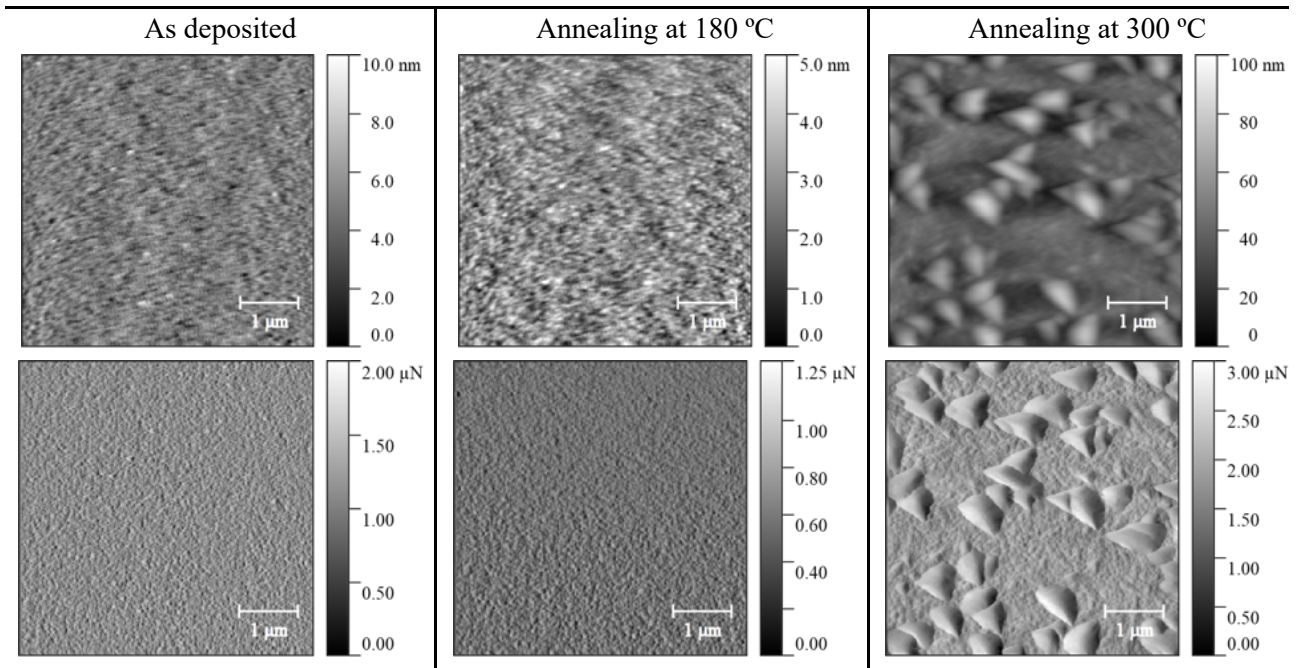 As deposited
Annealing at 180 ºC
Annealing at 300 ºC
10.0 nm
8.0
6.0
4.0
2.0
0.0
1 µm
5.0 nm
4.0
3.0
2.0
1.0
0.0
1 µm
100 nm
80
60
40
20
0
1 µm
2.00 µN
1.50
1.00
0.50
0.00
1 µm
1.25 µN
1.00
0.80
0.60
0.40
0.00
1 µm
3.00 µN
2.50
2.00
1.50
1.00
0.50
0.00
1 µm